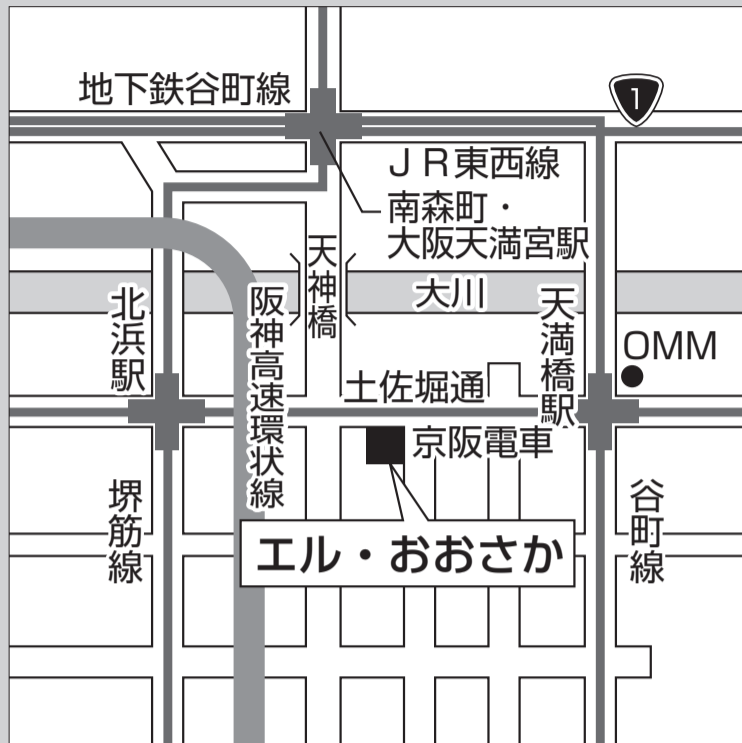 地下鉄谷町線
1
ＪＲ東西線
南森町・
大阪天満宮駅
天神橋
大川
北浜駅
阪神高速環状線
天満橋駅
OMM
土佐堀通
京阪電車
堺筋線
谷町線
エル・おおさか